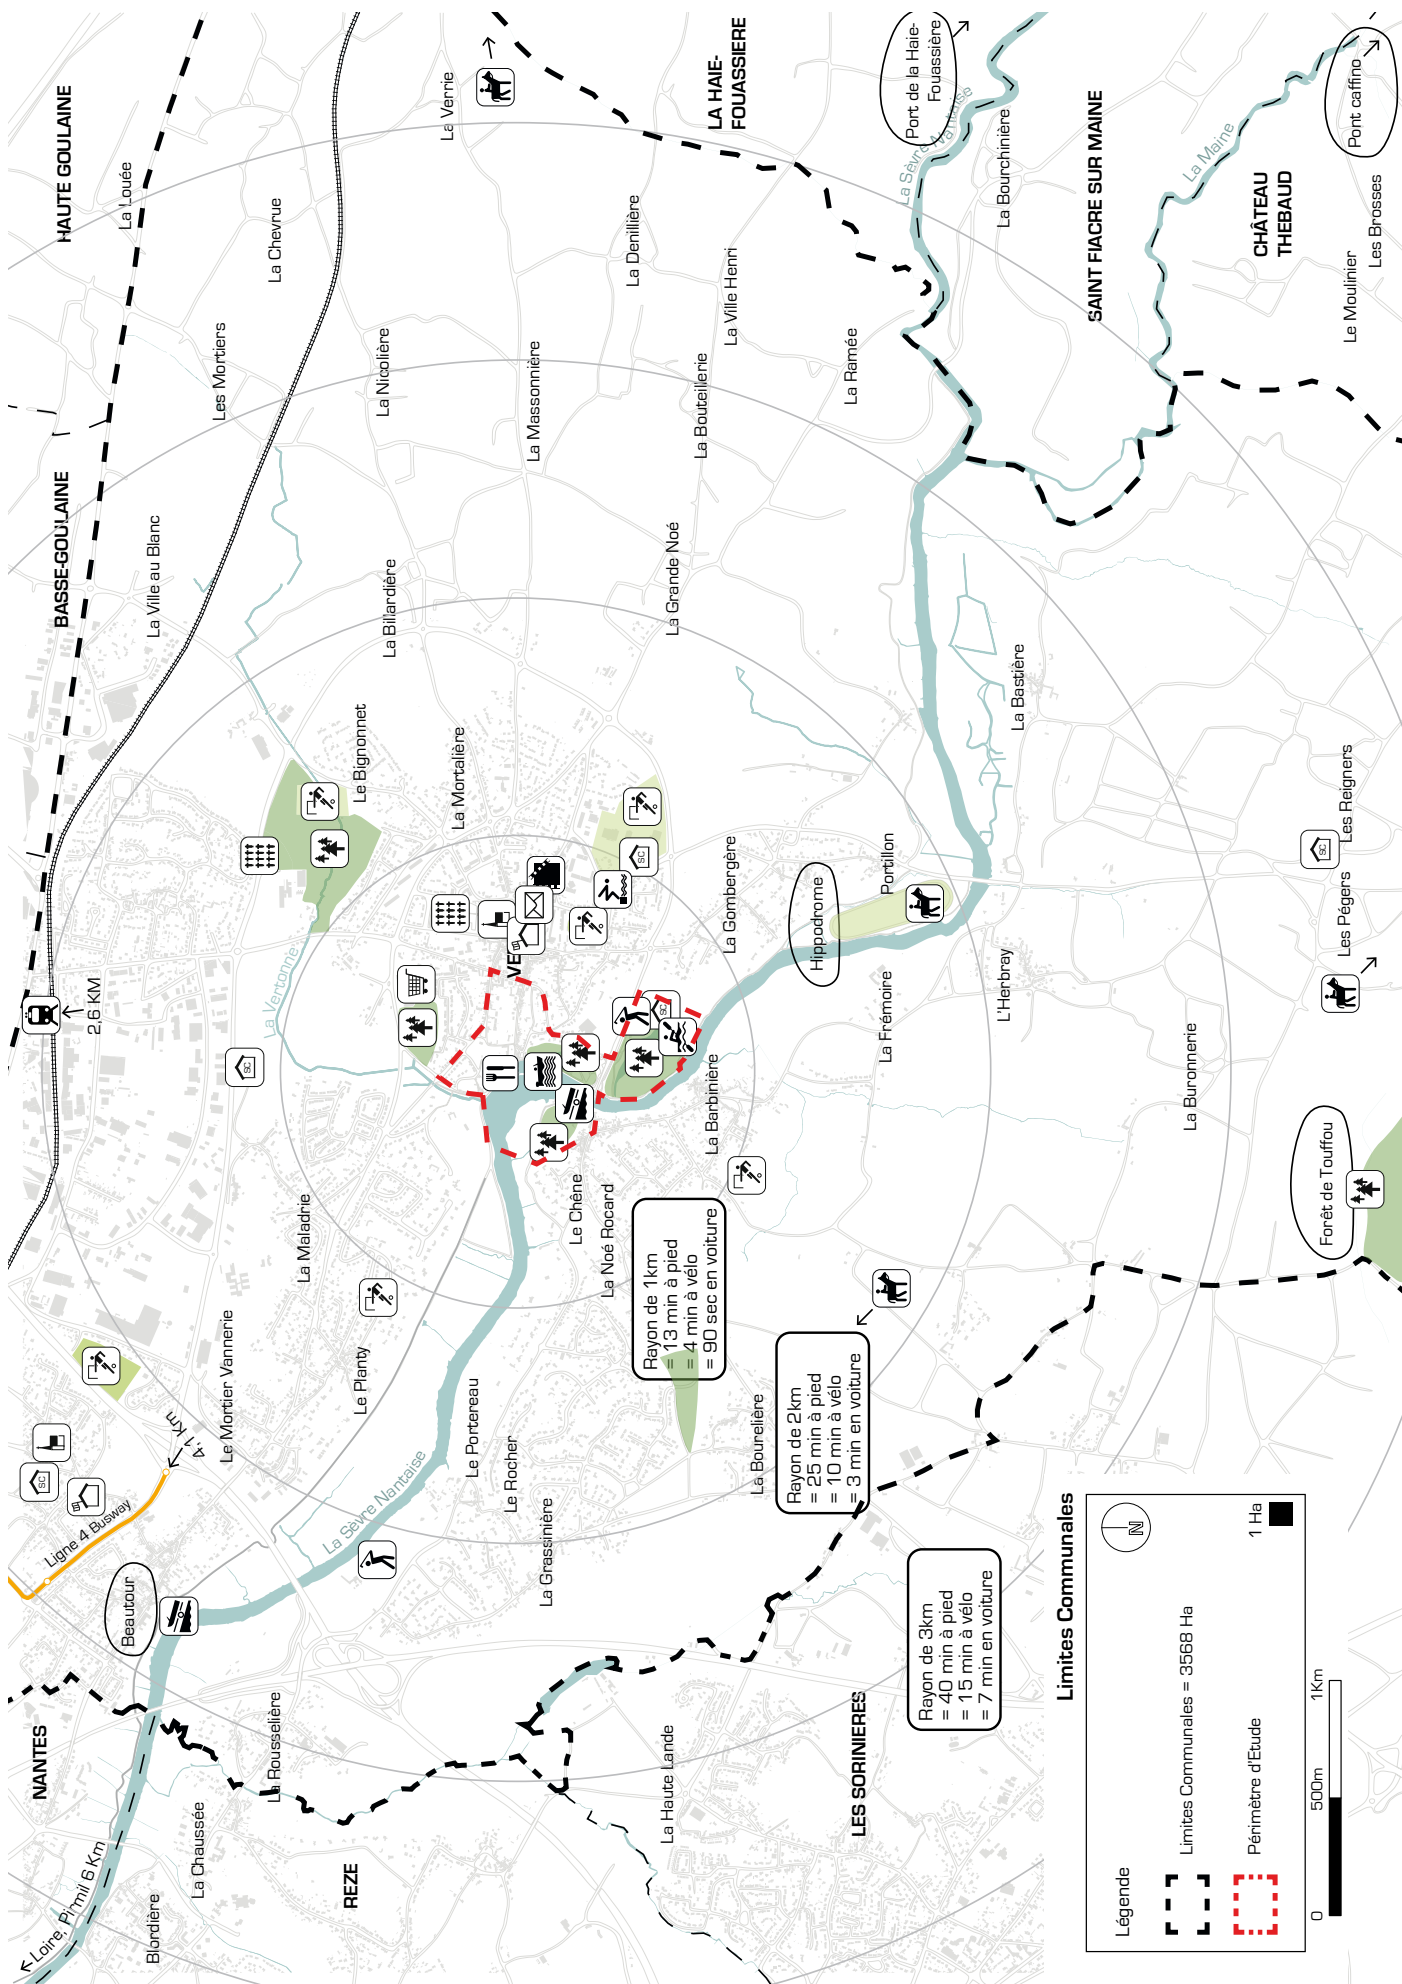 Limites Communales
Légende
Limites Communales = 3568 Ha
Périmètre d'Etude
1 Ha
N
0
500m
1Km
NANTES
REZE
LES SORINIERES
BASSE-GOULAINE
HAUTE GOULAINE
LA HAIE-
FOUASSIERE
SAINT FIACRE SUR MAINE
CHÂTEAU
THEBAUD
VE
Loire, Pirmil 6 Km
Blordière
La Chaussée
La Rousselière
La Haute Lande
Beautour
Ligne 4 Busway
4,1 Km
Le Mortier Vannerie
La Maladrie
Le Planty
La Sèvre Nantaise
Le Portereau
Le Rocher
La Grassinière
La Bourelière
Le Chêne
La Noé Rocard
La Barbinière
Rayon de 1km
= 13 min à pied
= 4 min à vélo
= 90 sec en voiture
Rayon de 2km
= 25 min à pied
= 10 min à vélo
= 3 min en voiture
Rayon de 3km
= 40 min à pied
= 15 min à vélo
= 7 min en voiture
2,6 KM
La Vertonne
Le Bignonnet
La Mortalière
La Gombergère
Hippodrome
Portillon
La Frémoire
L'Herbray
La Buronnerie
Forêt de Touffou
Les Pégers
Les Reigners
La Bastière
La Ville au Blanc
La Billardière
La Grande Noé
Les Mortiers
La Nicolière
La Massonnière
La Bouteillerie
La Ramée
La Ville Henri
La Denillière
La Chevrue
La Louée
La Verrie
Port de la Haie-
Fouassière
La Sèvre Nantaise
La Bourchinière
La Maine
Pont caffino
Le Moulinier
Les Brosses
SC
SC
SC
SC
SC